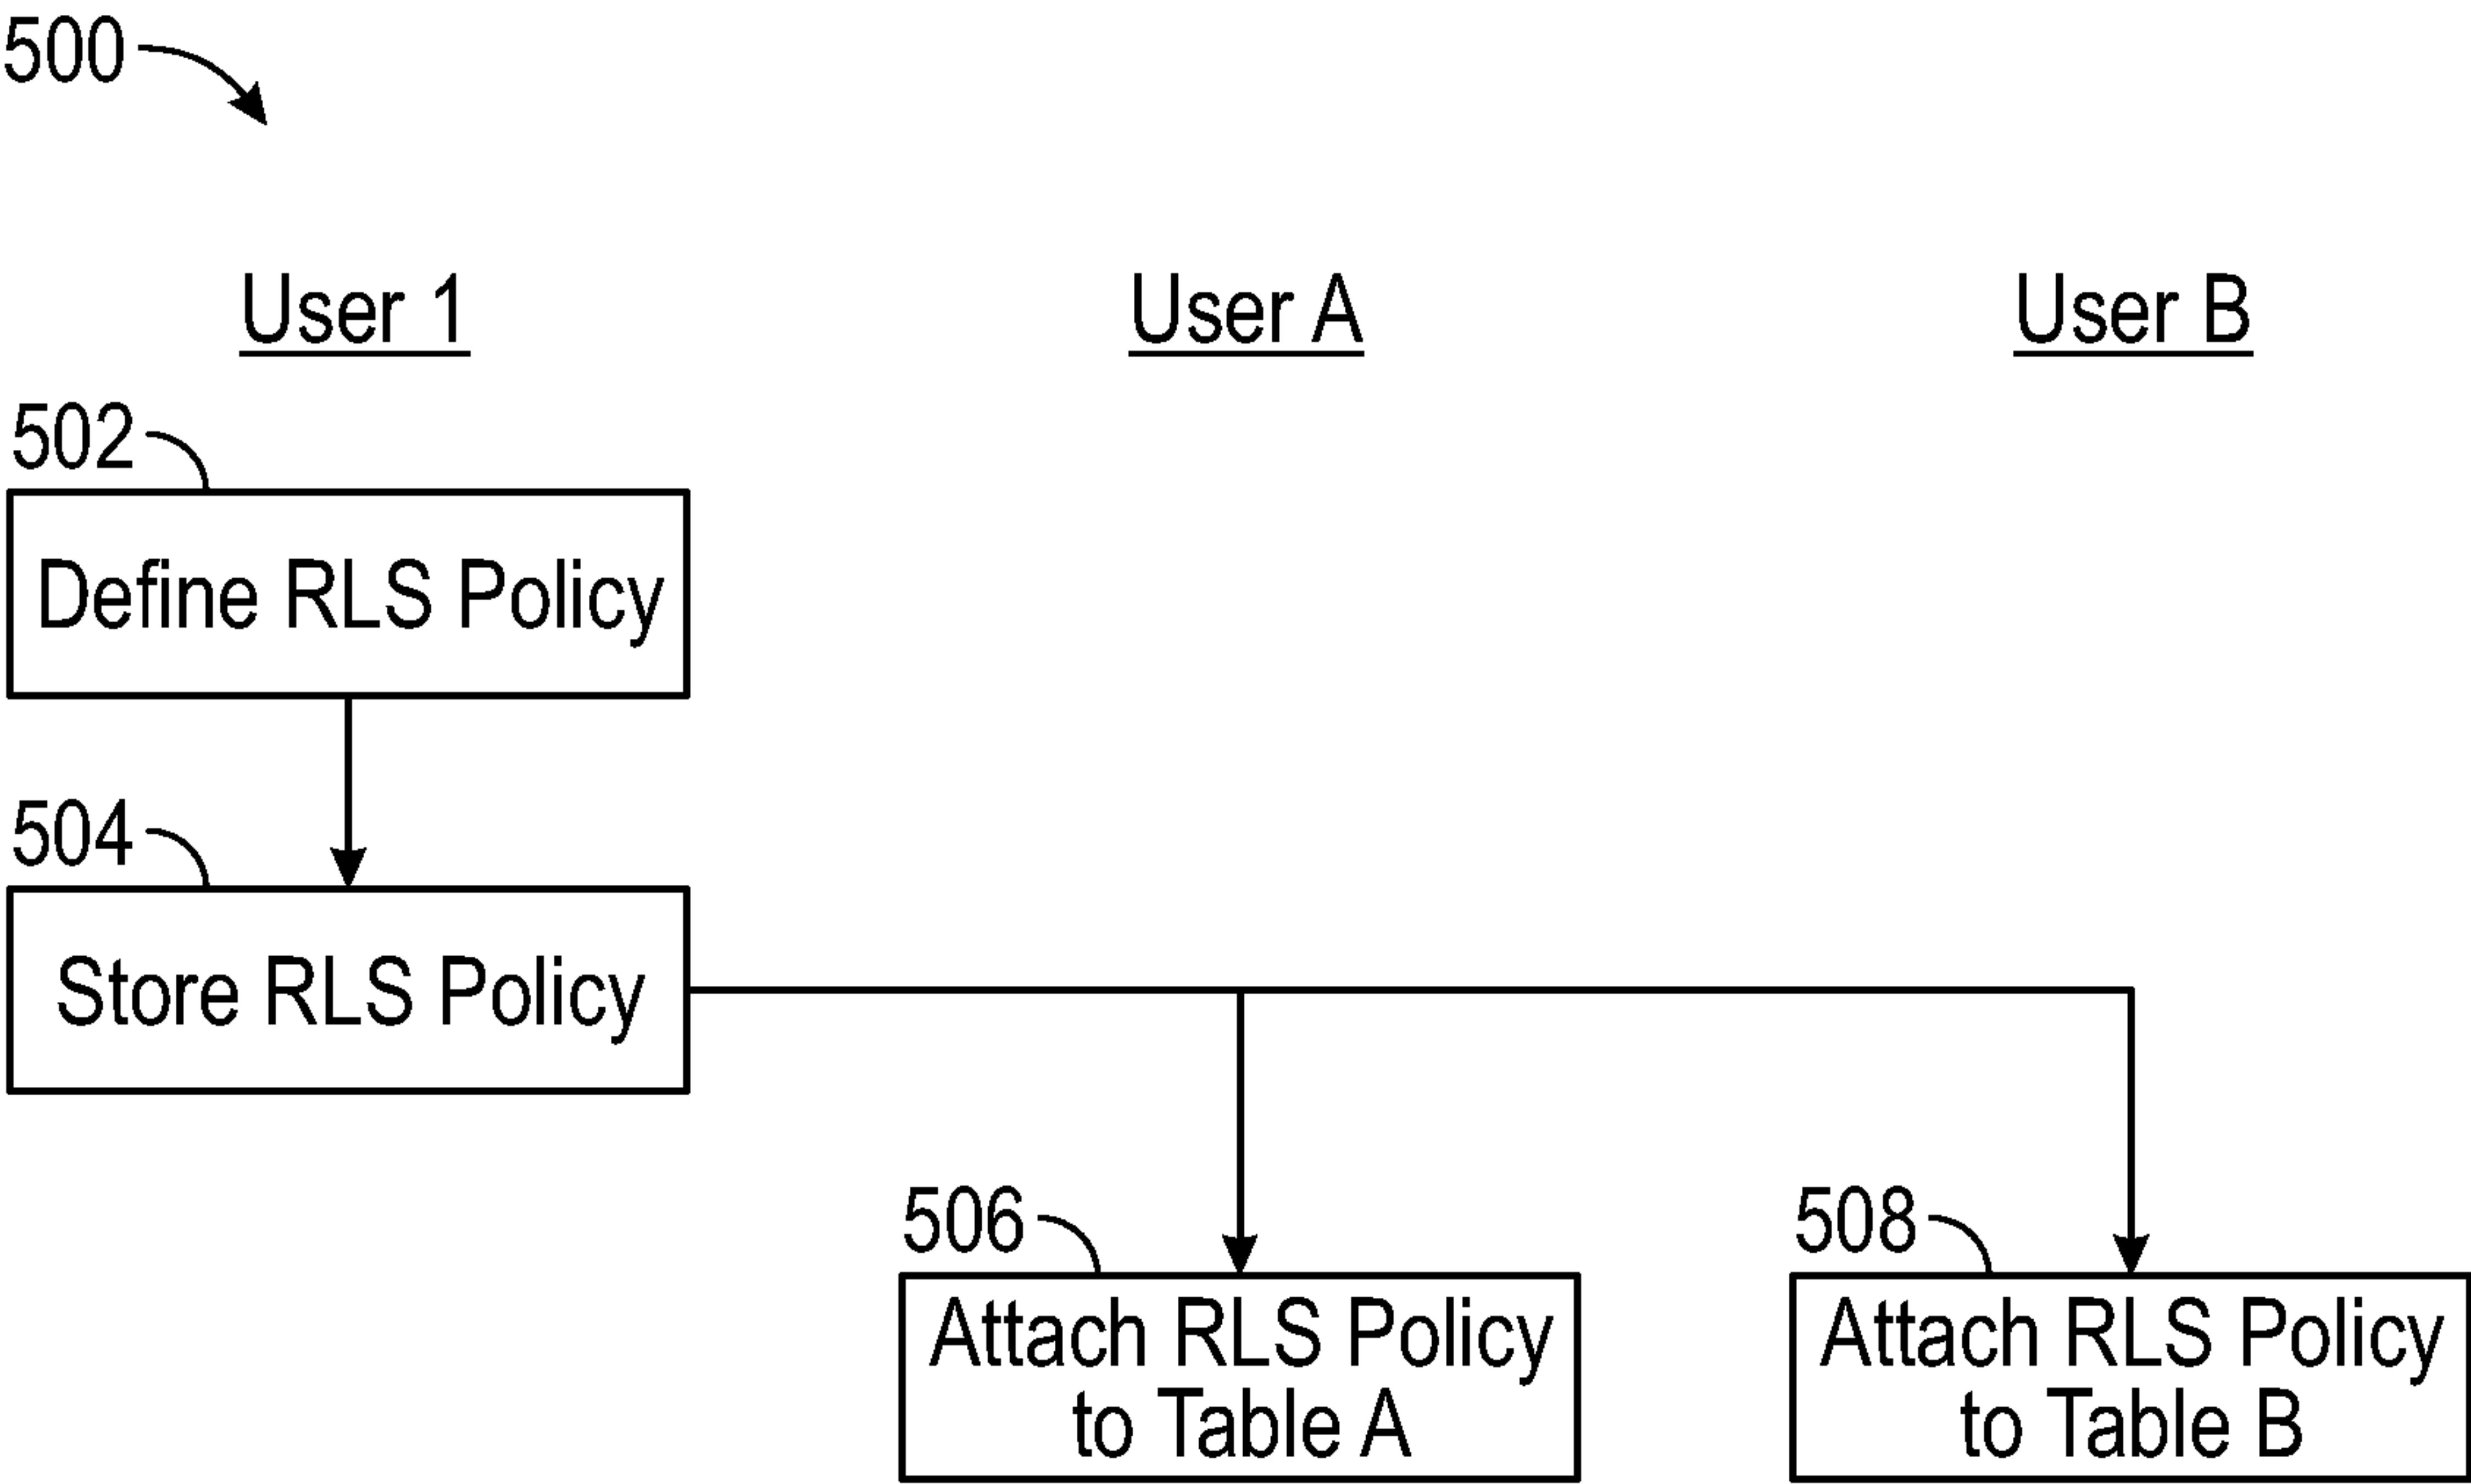 500
User 1
User A
User B
502
Define RLS Policy
504
Store RLS Policy
506
Attach RLS Policy
to Table A
508
Attach RLS Policy
to Table B